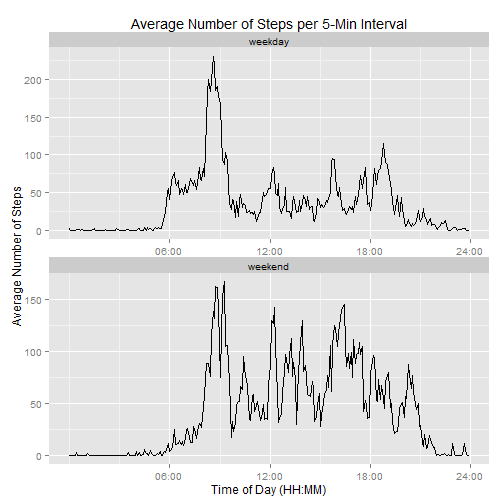 Average Number of Steps per 5-Min Interval
weekday
200
150
100
50
0
06:00 12:00 18:00 24:00
weekend
150
100
50
0
06:00 12:00 18:00 24:00
Average Number of Steps
Time of Day (HH:MM)